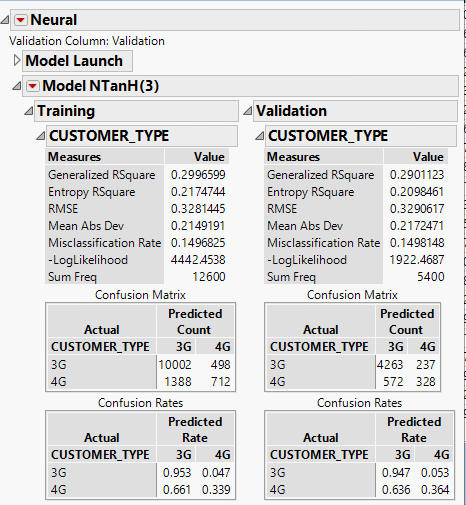 Neural
Validation Column: Validation
Model Launch
Model NTanH(3)
Training
CUSTOMER_TYPE
Measures Value
Generalized RSquare 0.2996599
Entropy RSquare 0.2174744
RMSE 0.3281445
Mean Abs Dev 0.2149191
Misclassification Rate 0.1496825
-LogLikelihood 4442.4538
Sum Freq 12600
Confusion Matrix
Predicted
Actual Count
CUSTOMER_TYPE 3G 4G
3G 10002 498
4G 1388 712
Confusion Rates
Predicted
Actual Rate
CUSTOMER_TYPE 3G 4G
3G 0.953 0.047
4G 0.661 0.339
Validation
CUSTOMER_TYPE
Measures Value
Generalized RSquare 0.2901123
Entropy RSquare 0.2098461
RMSE 0.3290617
Mean Abs Dev 0.2172471
Misclassification Rate 0.1498148
-LogLikelihood 1922.4687
Sum Freq 5400
Confusion Matrix
Predicted
Actual Count
CUSTOMER_TYPE 3G 4G
3G 4263 237
4G 572 328
Confusion Rates
Predicted
Actual Rate
CUSTOMER_TYPE 3G 4G
3G 0.947 0.053
4G 0.636 0.364